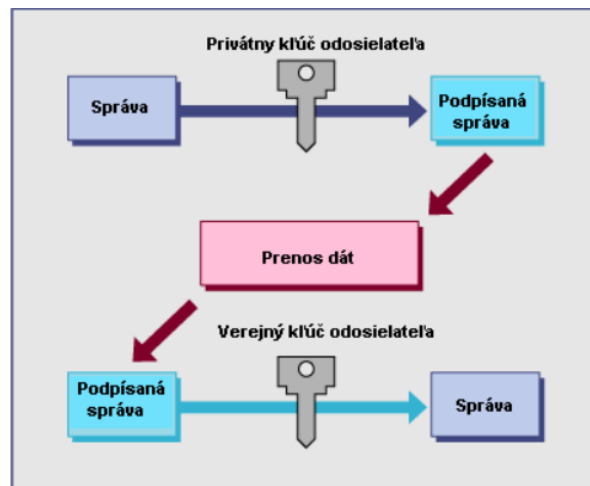 Privátny kľúč odosielateľa
Správa
Podpísaná
správa
Prenos dát
Verejný kľúč odosielateľa
Podpísaná
správa
Správa